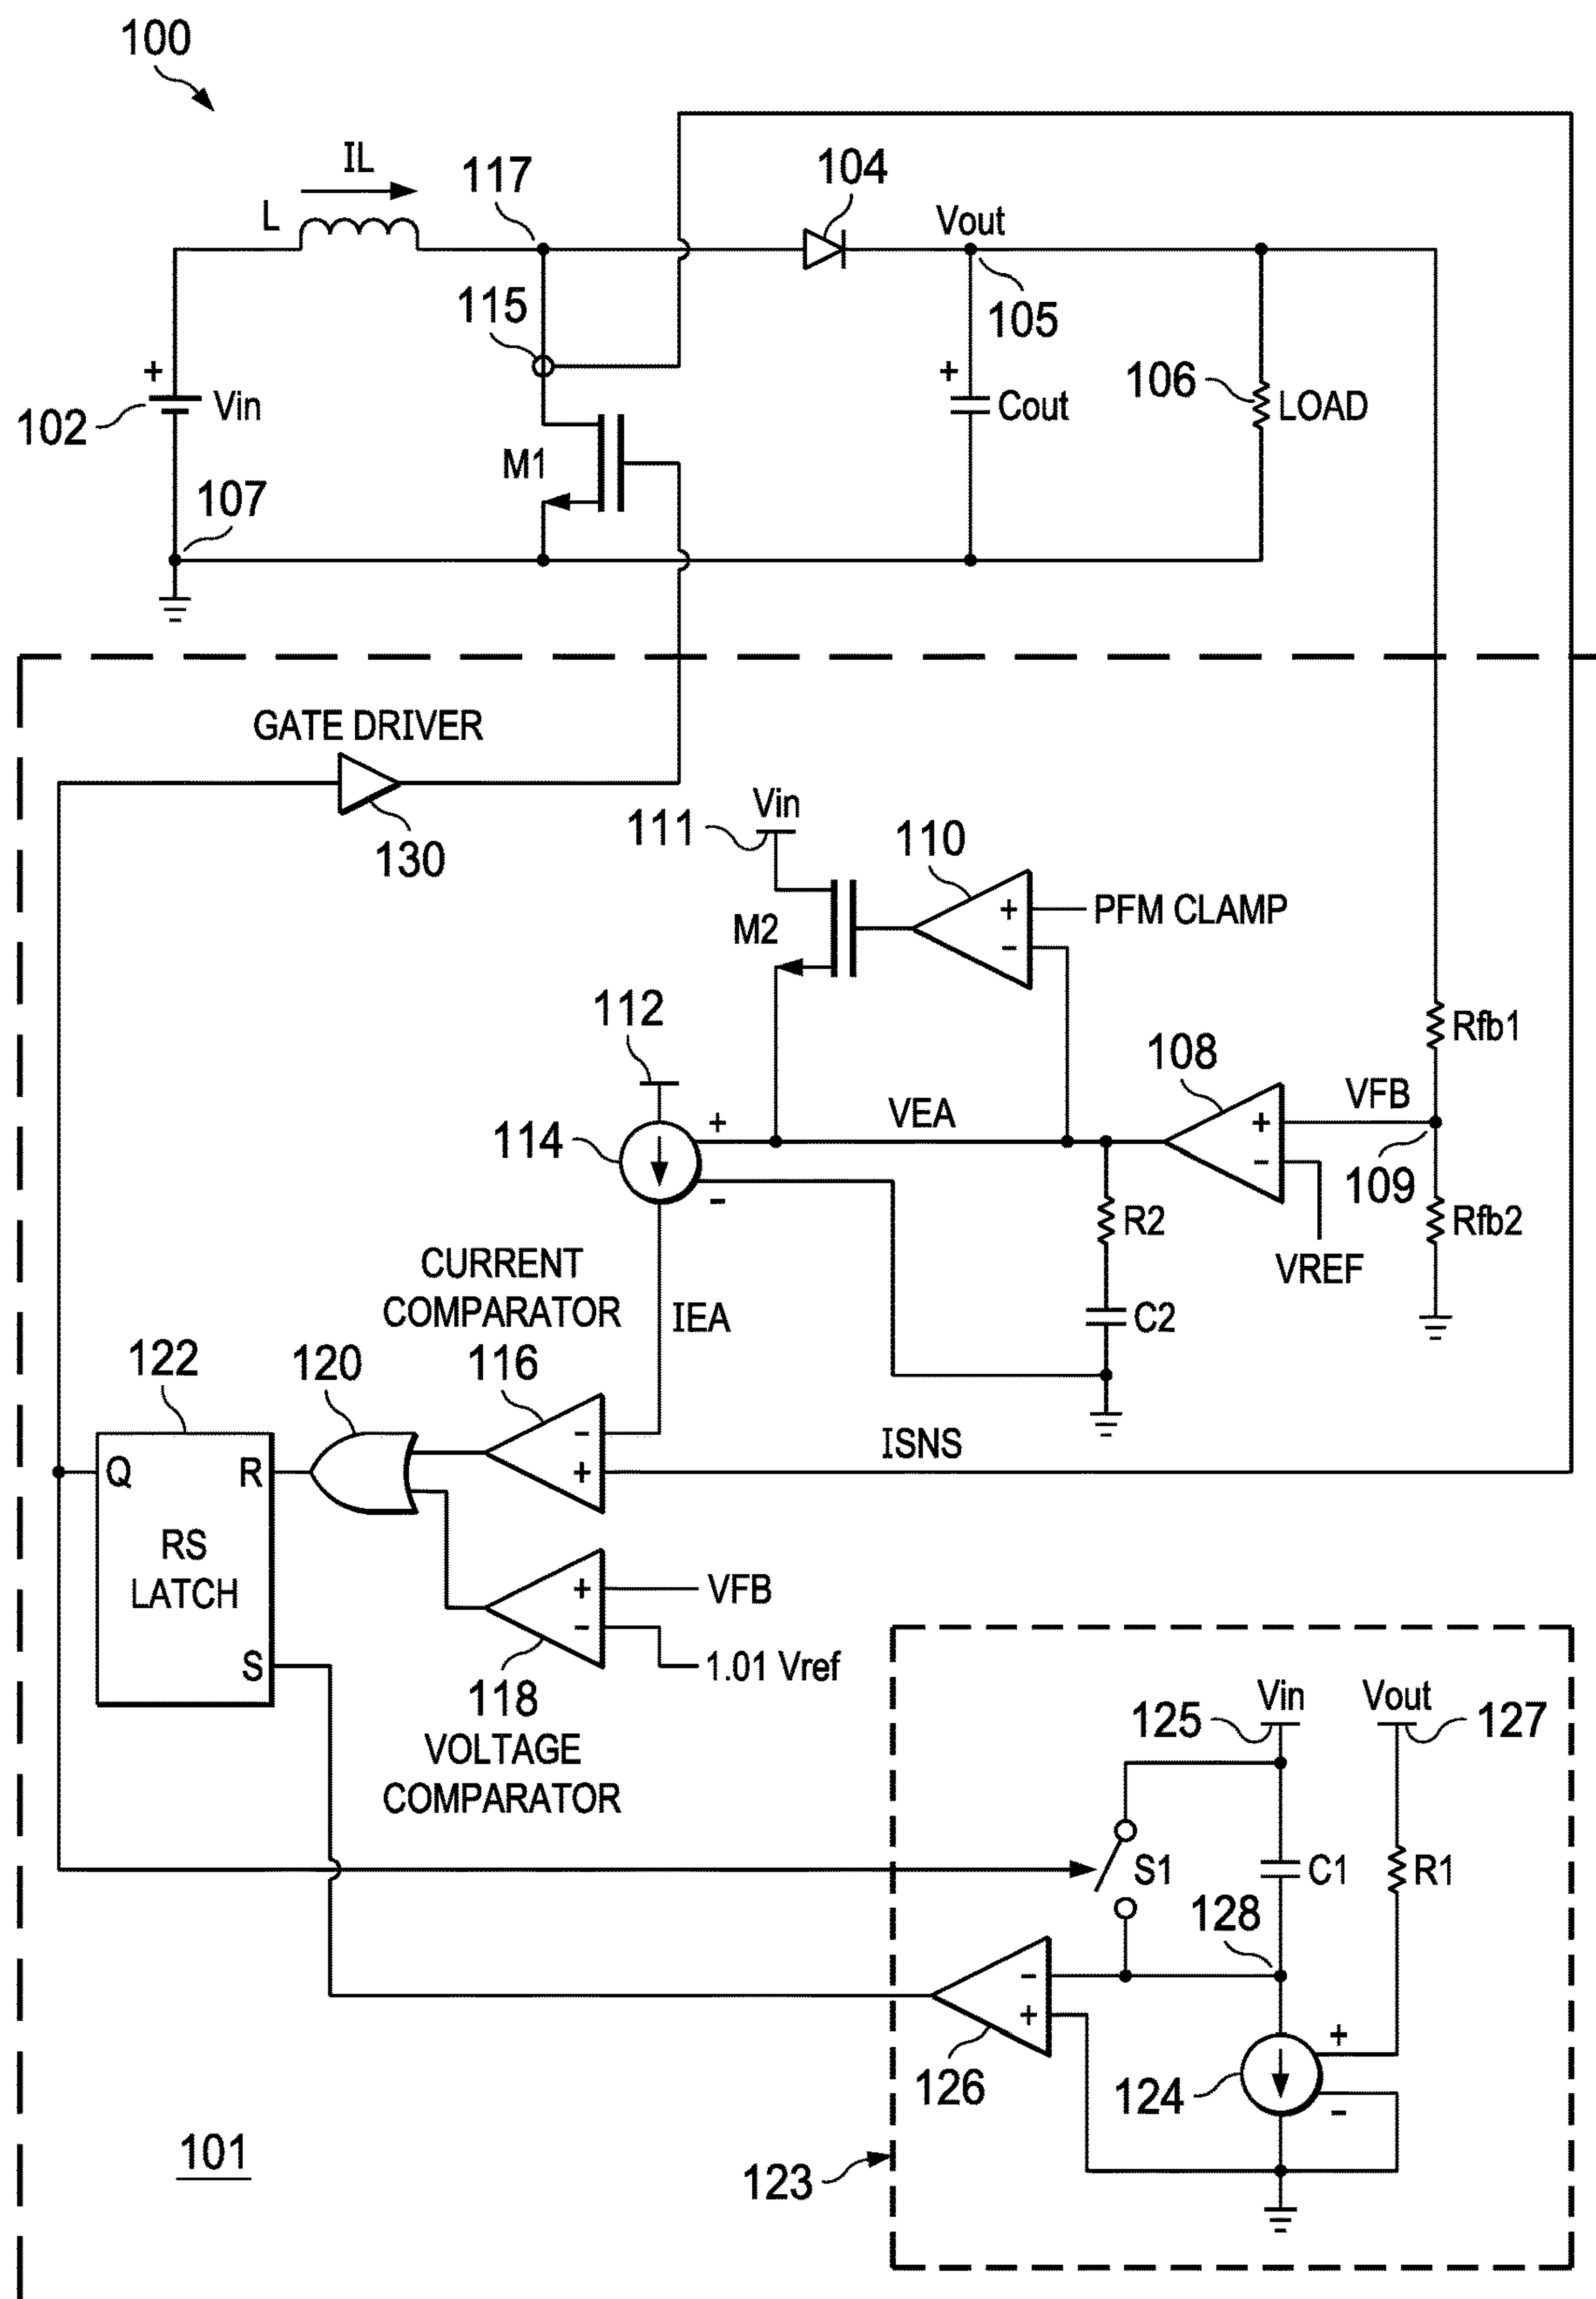 100
IL
L
117
104
Vout
115
105
+
Vin
102
M1
+
Cout
106
LOAD
107
GATE DRIVER
130
Vin
111
110
+
-
PFM CLAMP
M2
112
114
+
-
VEA
108
+
-
VFB
109
Rfb1
Rfb2
VREF
R2
C2
CURRENT
COMPARATOR
IEA
122
120
116
-
+
ISNS
Q
R
RS
LATCH
S
+
-
VFB
1.01 Vref
118
VOLTAGE
COMPARATOR
Vin
125
Vout
127
S1
C1
R1
128
-
+
126
124
+
-
123
101